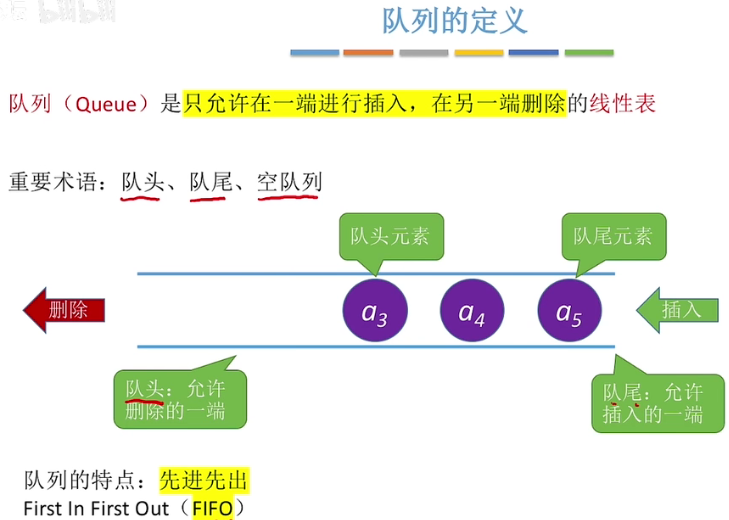 bilibili
队列的定义
队列（Queue）是只允许在一端进行插入，在另一端删除的线性表
重要术语：队头、队尾、空队列
队头元素
队尾元素
删除
a3
a4
a5
插入
队头：允许
删除的一端
队尾：允许
插入的一端
队列的特点：先进先出
First In First Out（FIFO）